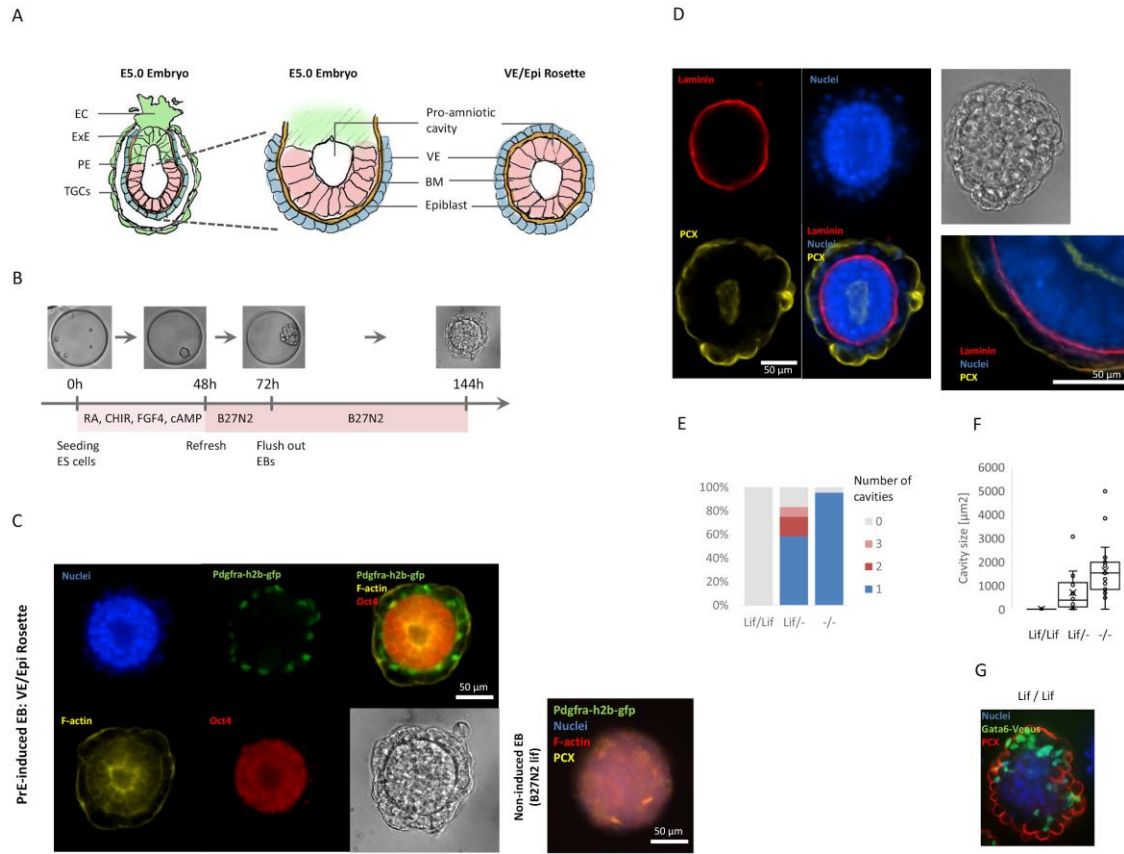 A
E5.0 Embryo
EC
ExE
PE
TGCs
E5.0 Embryo
VE/Epi Rosette
Pro-amniotic
cavity
VE
BM
Epiblast
B
0h
48h
72h
144h
RA, CHIR, FGF4, cAMP
B27N2
B27N2
Seeding
ES cells
Refresh
Flush out
EBs
C
PrE-induced EB: VE/Epi Rosette
Nuclei
Pdgfra-h2b-gfp
Pdgfra-h2b-gfp
F-actin
Oct4
50 µm
F-actin
Oct4
Non-induced EB
(B27N2 lif)
Pdgfra-h2b-gfp
Nuclei
F-actin
PCX
50 µm
D
Laminin
Nuclei
PCX
Laminin
Nuclei
PCX
50 µm
Laminin
Nuclei
PCX
50 µm
E
100%
80%
60%
40%
20%
0%
Lif/Lif
Lif/-
-/-
Number of
cavities
0
3
2
1
F
Cavity size [µm2]
6000
5000
4000
3000
2000
1000
0
Lif/Lif
Lif/-
-/-
G
Lif / Lif
Nuclei
Gata6-Venus
PCX